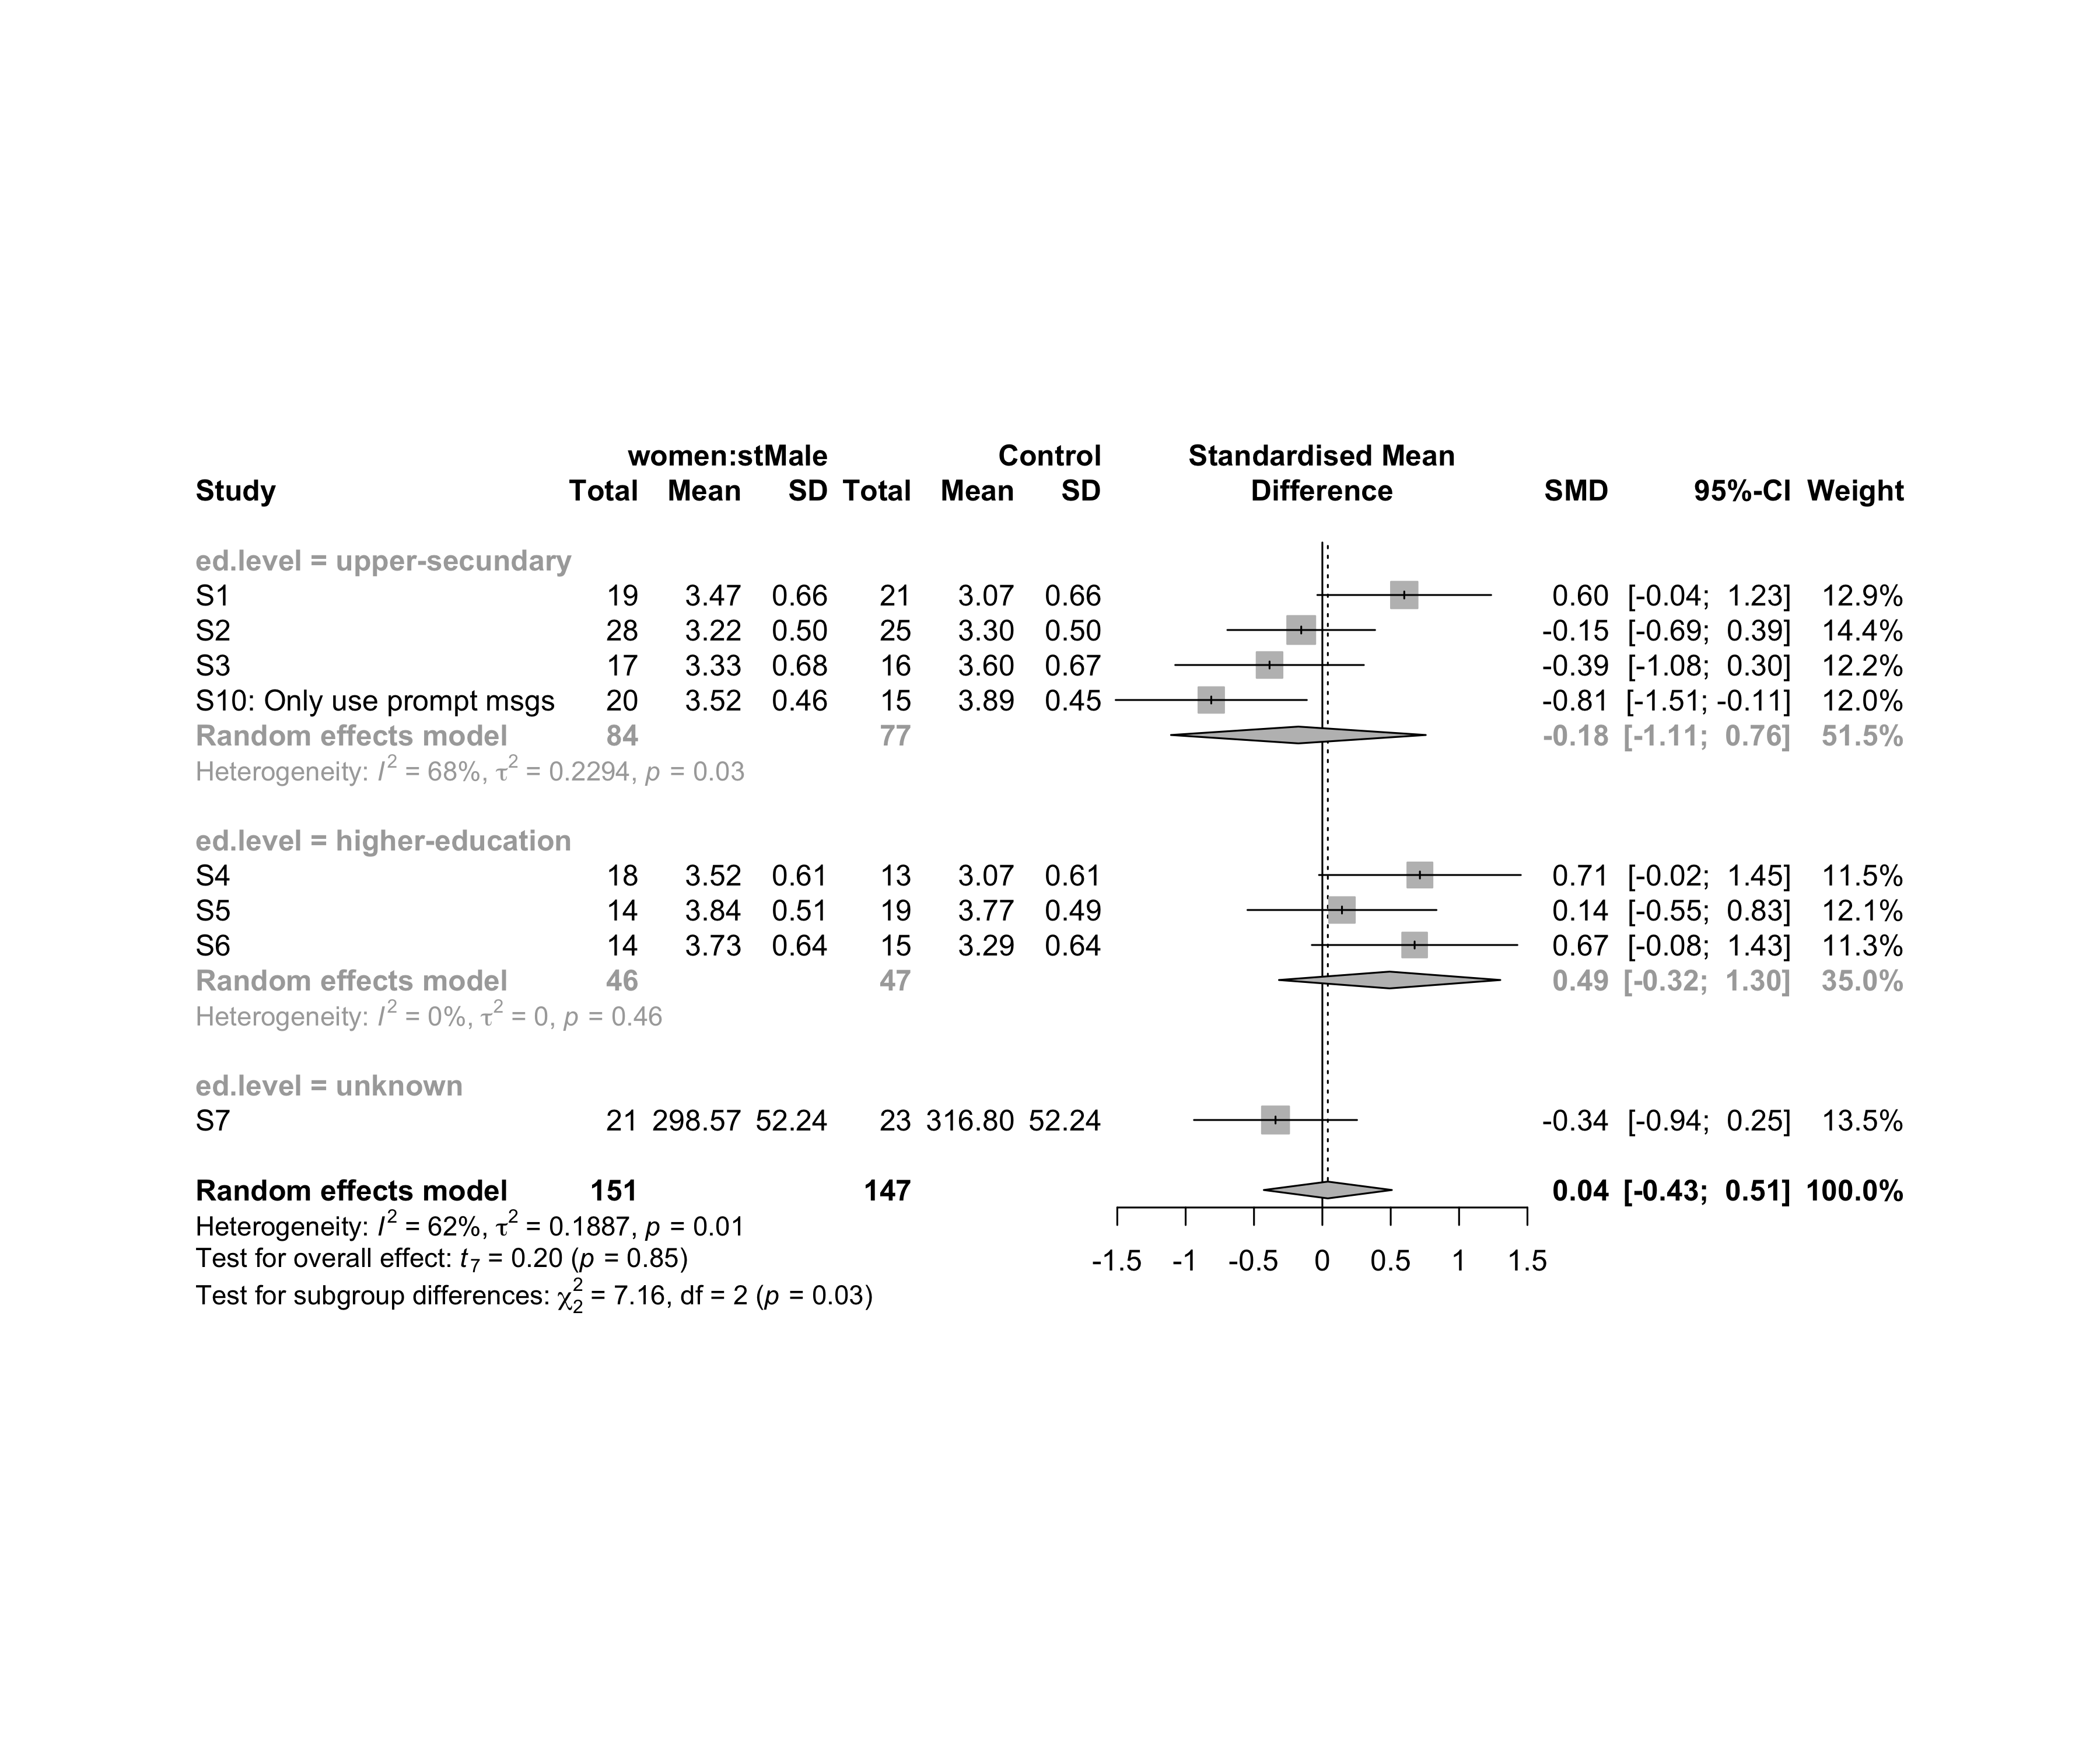 women:stMale Control Standardised Mean
Study Total Mean SD Total Mean SD Difference SMD 95%-CI Weight
ed.level = upper-secundary
S1 19 3.47 0.66 21 3.07 0.66 0.60 [-0.04; 1.23] 12.9%
S2 28 3.22 0.50 25 3.30 0.50 -0.15 [-0.69; 0.39] 14.4%
S3 17 3.33 0.68 16 3.60 0.67 -0.39 [-1.08; 0.30] 12.2%
S10: Only use prompt msgs 20 3.52 0.46 15 3.89 0.45 -0.81 [-1.51; -0.11] 12.0%
Random effects model 84 77 -0.18 [-1.11; 0.76] 51.5%
Heterogeneity: I² = 68%, τ² = 0.2294, p = 0.03
ed.level = higher-education
S4 18 3.52 0.61 13 3.07 0.61 0.71 [-0.02; 1.45] 11.5%
S5 14 3.84 0.51 19 3.77 0.49 0.14 [-0.55; 0.83] 12.1%
S6 14 3.73 0.64 15 3.29 0.64 0.67 [-0.08; 1.43] 11.3%
Random effects model 46 47 0.49 [-0.32; 1.30] 35.0%
Heterogeneity: I² = 0%, τ² = 0, p = 0.46
ed.level = unknown
S7 21 298.57 52.24 23 316.80 52.24 -0.34 [-0.94; 0.25] 13.5%
Random effects model 151 147 0.04 [-0.43; 0.51] 100.0%
Heterogeneity: I² = 62%, τ² = 0.1887, p = 0.01
Test for overall effect: t₇ = 0.20 (p = 0.85)
-1.5 -1 -0.5 0 0.5 1 1.5
Test for subgroup differences: χ²₂ = 7.16, df = 2 (p = 0.03)